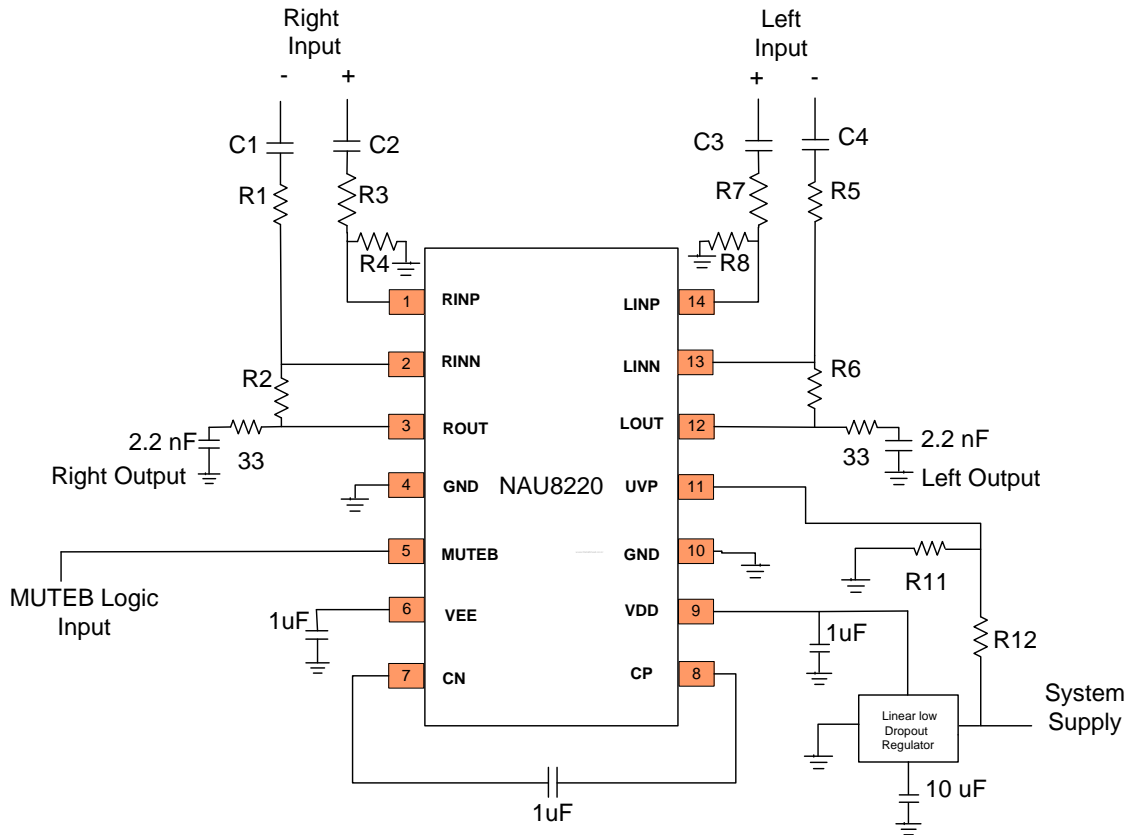 Right
Input
Left
Input
- +
+ -
C1
C2
C3
C4
R1
R3
R7
R5
R4
R8
1
RINP
LINP
14
2
RINN
LINN
13
R2
R6
3
ROUT
LOUT
12
2.2 nF
33
33
2.2 nF
Right Output
Left Output
4
GND
NAU8220
UVP
11
5
MUTEB
GND
10
R11
MUTEB Logic
Input
6
VEE
VDD
9
1uF
1uF
R12
7
CN
CP
8
System
Supply
Linear low
Dropout
Regulator
10 uF
1uF